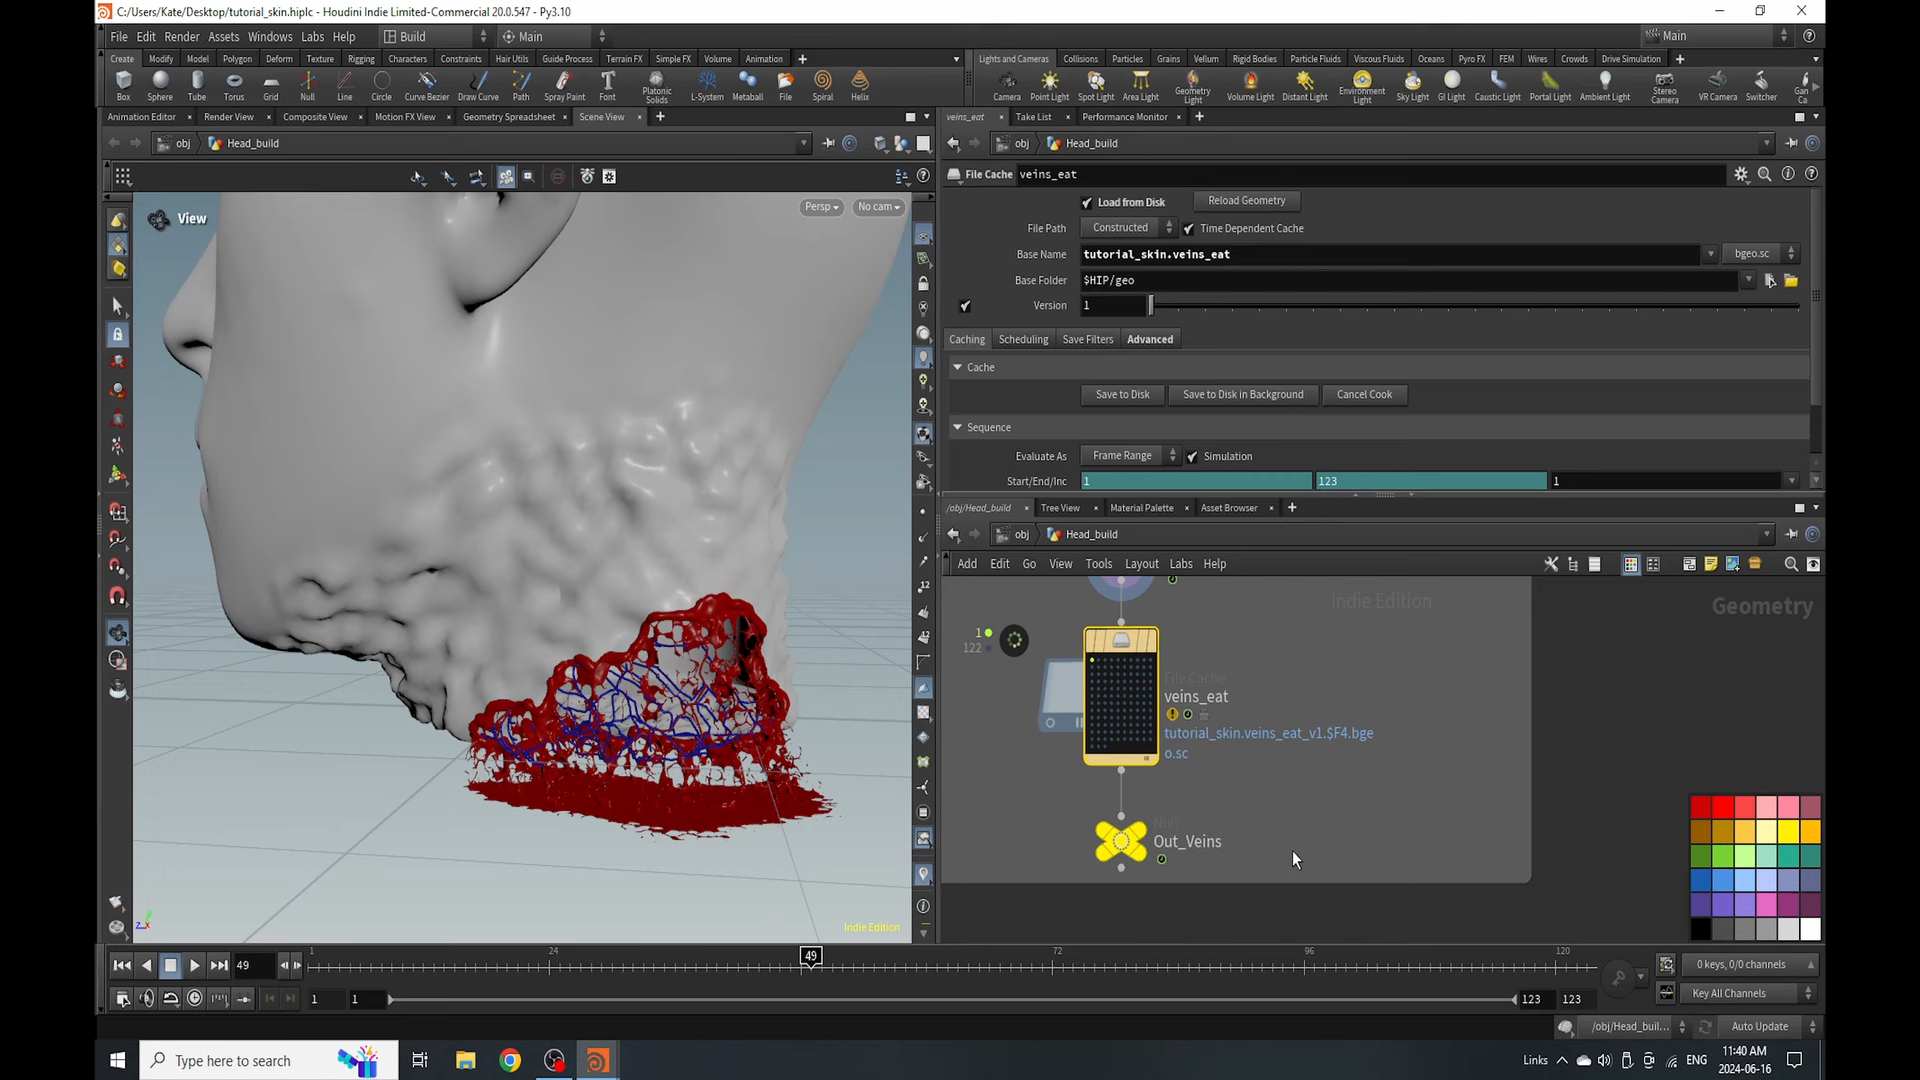 C:/Users/Kate/Desktop/tutorial_skin.hiplc - Houdini Indie Limited-Commercial 20.0.547 - Py3.10
File Edit Render Assets Windows Labs Help Build Main Main
Create Modify Model Polygon Deform Texture Rigging Characters Constraints Hair Utils Guide Process Terrain FX Simple FX Volume Animation
Lights and Cameras Collisions Particles Grains Vellum Rigid Bodies Particle Fluids Viscous Fluids Oceans Pyro FX FEM Wires Crowds Drive Simulation
Box Sphere Tube Torus Grid Null Line Circle Curve Bezier Draw Curve Path Spray Paint Font Platonic Solids L-System Metaball File Spiral Helix
Camera Point Light Spot Light Area Light Geometry Light Volume Light Distant Light Environment Light Sky Light GI Light Caustic Light Portal Light Ambient Light Stereo Camera VR Camera Switcher Gan Ca
Animation Editor Render View Composite View Motion FX View Geometry Spreadsheet Scene View
veins_eat Take List Performance Monitor
obj Head_build
obj Head_build
View
Persp No cam
File Cache veins_eat
Load from Disk Reload Geometry
File Path Constructed Time Dependent Cache
Base Name tutorial_skin.veins_eat bgeo.sc
Base Folder $HIP/geo
Version 1
Caching Scheduling Save Filters Advanced
Cache
Save to Disk Save to Disk in Background Cancel Cook
Sequence
Evaluate As Frame Range Simulation
Start/End/Inc 1 123 1
/obj/Head_build Tree View Material Palette Asset Browser
obj Head_build
Add Edit Go View Tools Layout Labs Help
Indie Edition
Geometry
1
122
File Cache
veins_eat
tutorial_skin.veins_eat_v1.$F4.bge
o.sc
Null
Out_Veins
Indie Edition
z x
49 1 24 49 72 96 120
0 keys, 0/0 channels
1 1 123 123
Key All Channels
/obj/Head_buil... Auto Update
Type here to search
Links ENG
11:40 AM
2024-06-16